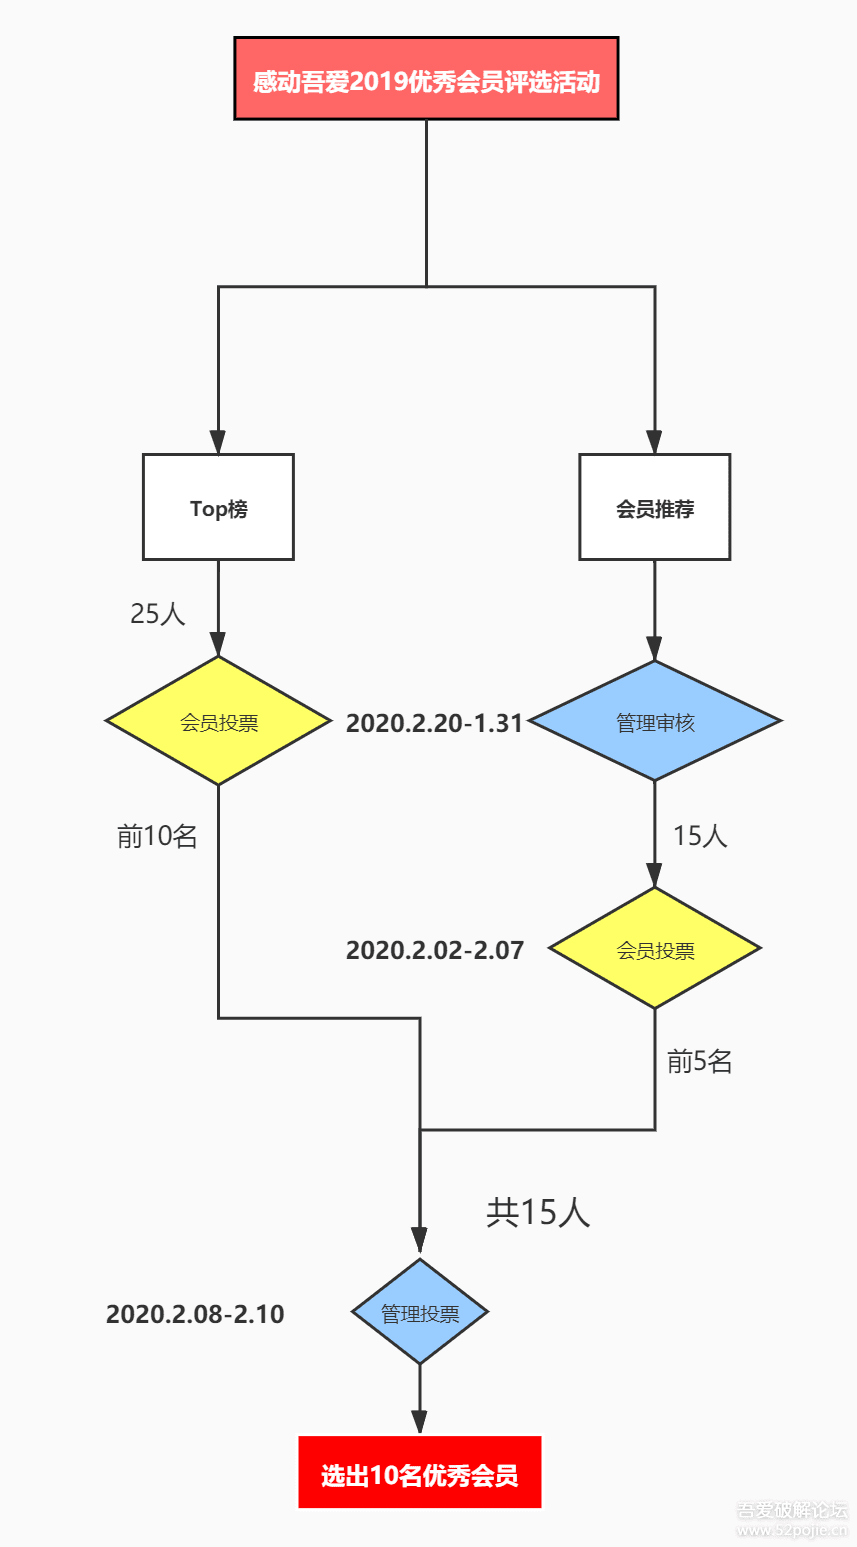 感动吾爱2019优秀会员评选活动
Top榜
会员推荐
25人
会员投票
2020.2.20-1.31
管理审核
前10名
15人
2020.2.02-2.07
会员投票
前5名
共15人
2020.2.08-2.10
管理投票
选出10名优秀会员
吾爱破解论坛
www.52pojie.cn